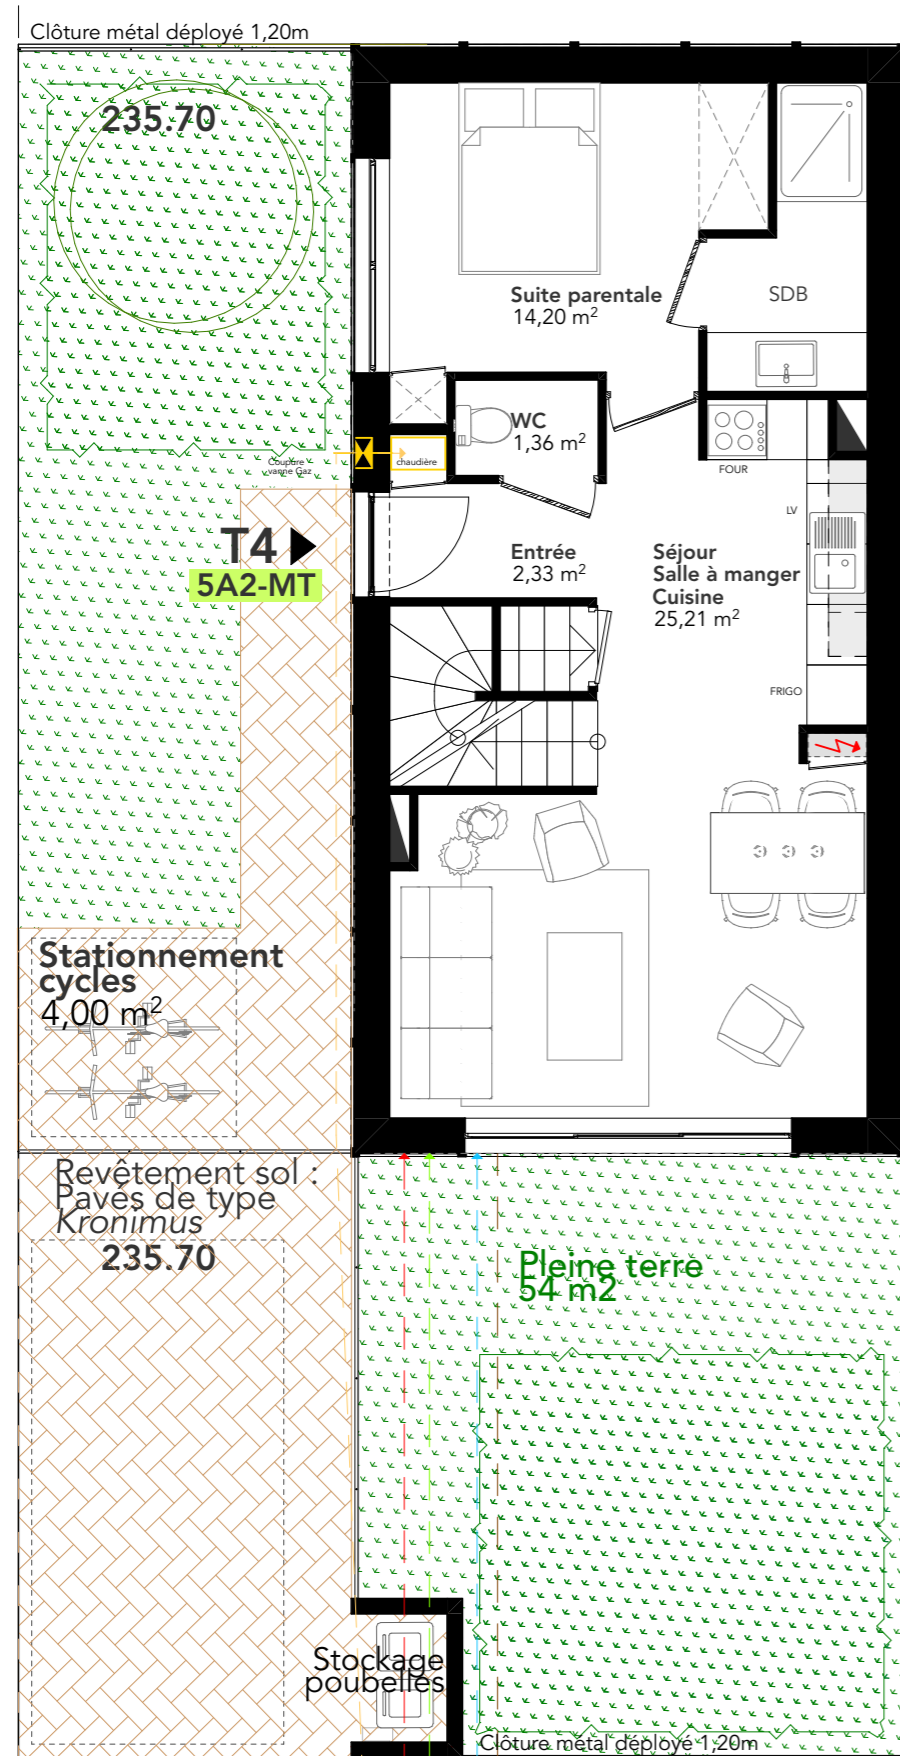 Clôture métal déployé 1,20m
235.70
Suite parentale
14,20 m²
SDB
WC
1,36 m²
Coupure
vanne Gaz
chaudière
FOUR
LV
T4
5A2-MT
Entrée
2,33 m²
Séjour
Salle à manger
Cuisine
25,21 m²
FRIGO
Stationnement
cycles
4,00 m²
Revêtement sol :
Pavés de type
Kronimus
235.70
Pleine terre
54 m2
Stockage
poubelles
Clôture métal déployé 1,20m